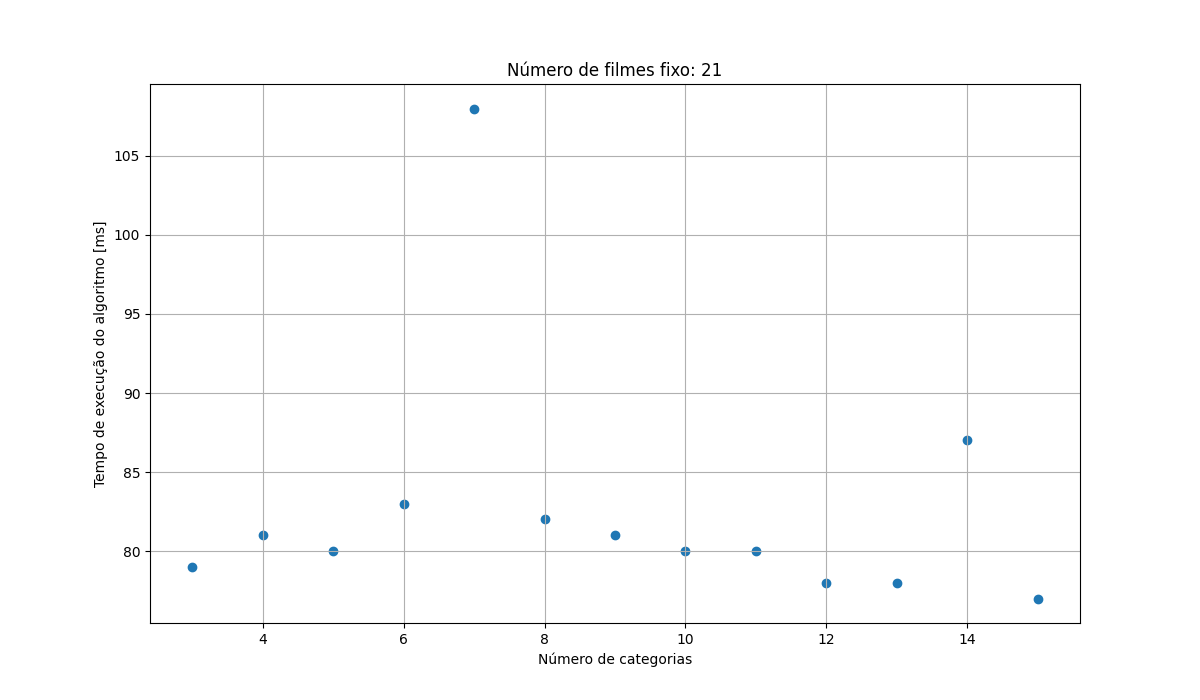 Número de filmes fixo: 21
Tempo de execução do algoritmo [ms]
105
100
95
90
85
80
4 6 8 10 12 14
Número de categorias